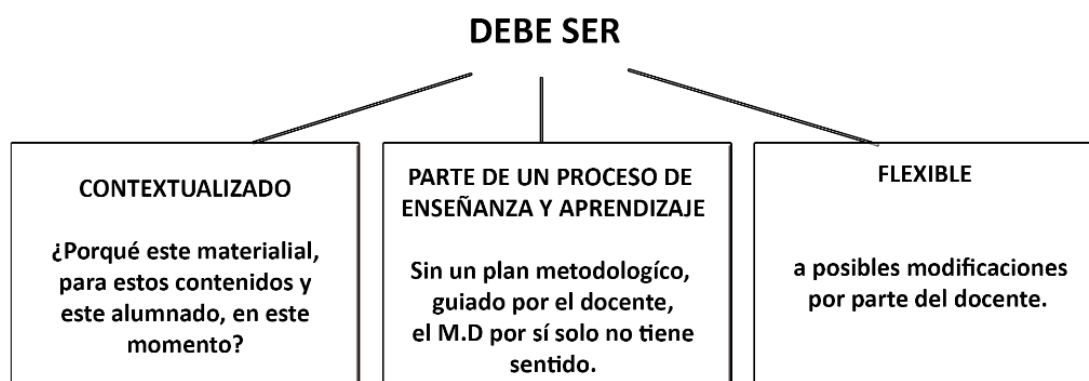 DEBE SER
CONTEXTUALIZADO
¿Porqué este materialial,
para estos contenidos y
este alumnado, en este
momento?
PARTE DE UN PROCESO DE
ENSEÑANZA Y APRENDIZAJE
Sin un plan metodologíco,
guiado por el docente,
el M.D por sí solo no tiene
sentido.
FLEXIBLE
a posibles modificaciones
por parte del docente.